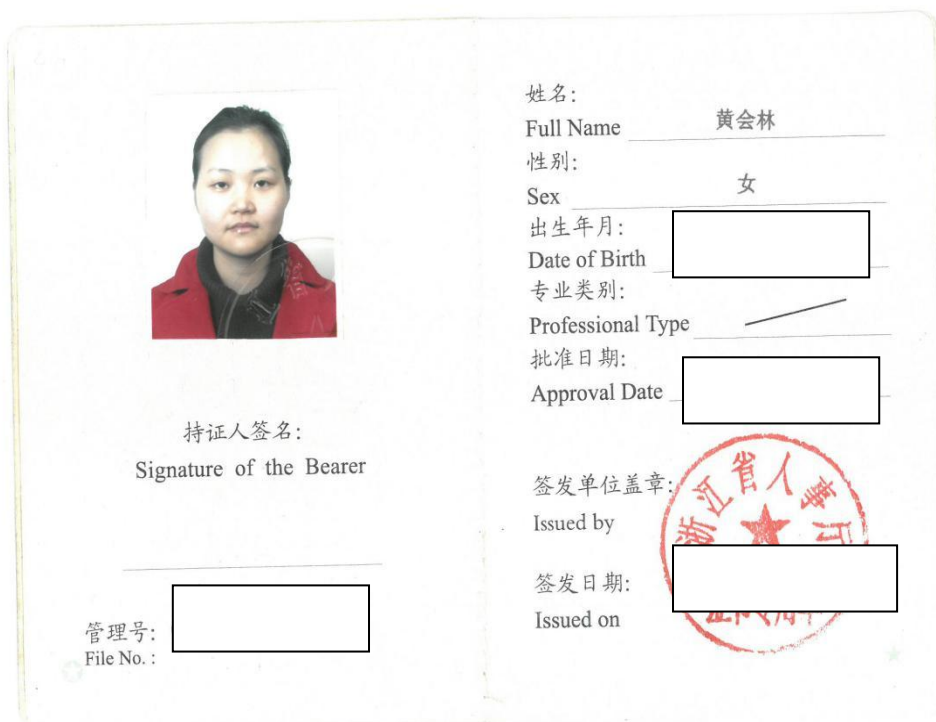 持证人签名:
Signature of the Bearer
管理号:
File No. :
姓名:
Full Name 黄会林
性别:
Sex 女
出生年月:
Date of Birth
专业类别:
Professional Type
批准日期:
Approval Date
签发单位盖章:
Issued by
签发日期:
Issued on
浙江省人事厅